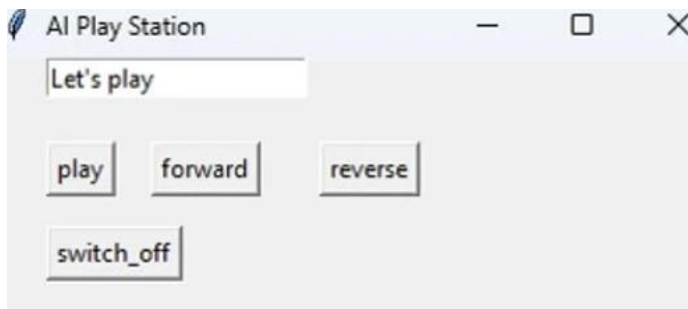 AI Play Station
Let's play
play forward reverse
switch_off